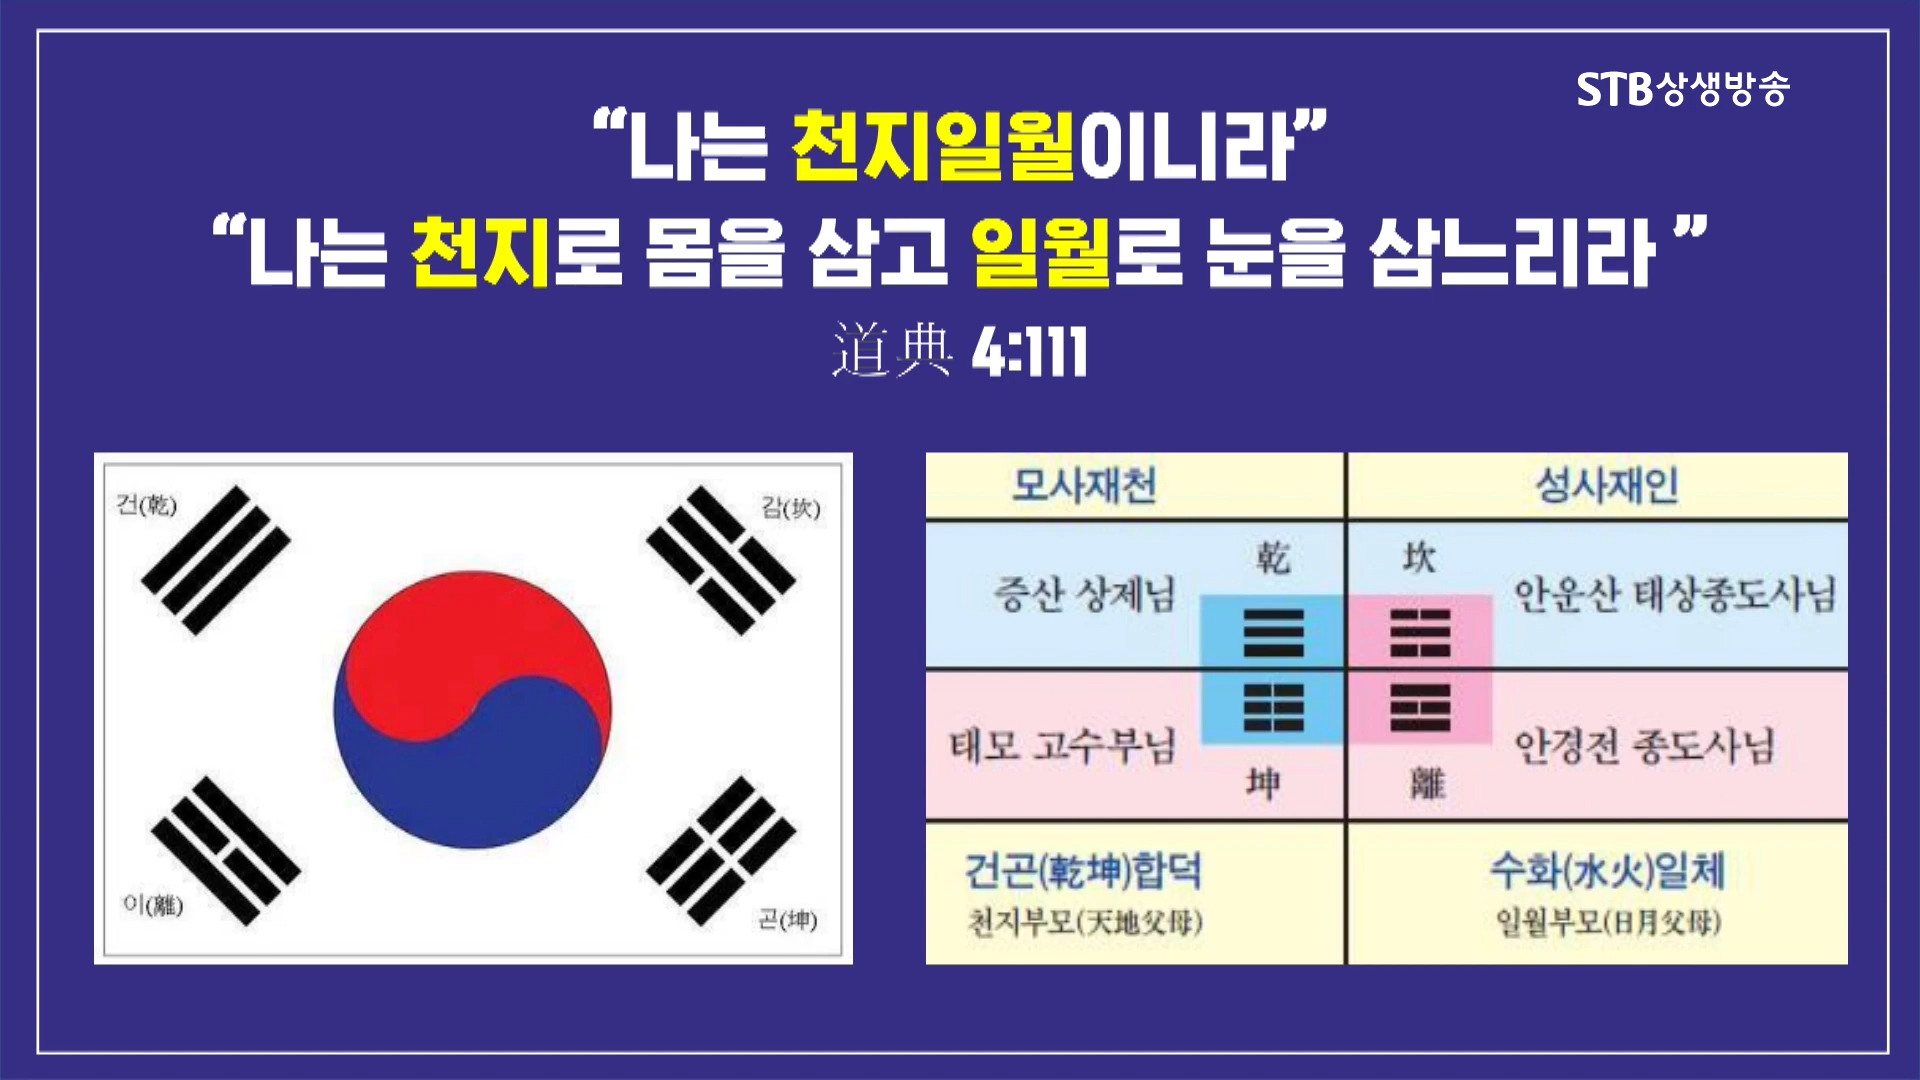 STB상생방송
“나는 천지일월이니라”
“나는 천지로 몸을 삼고 일월로 눈을 삼느리라 ”
道典 4:111
건(乾)
감(坎)
이(離)
곤(坤)
모사재천
성사재인
증산 상제님
乾
坎
안운산 태상종도사님
태모 고수부님
坤
離
안경전 종도사님
건곤(乾坤)합덕
수화(水火)일체
천지부모(天地父母)
일월부모(日月父母)